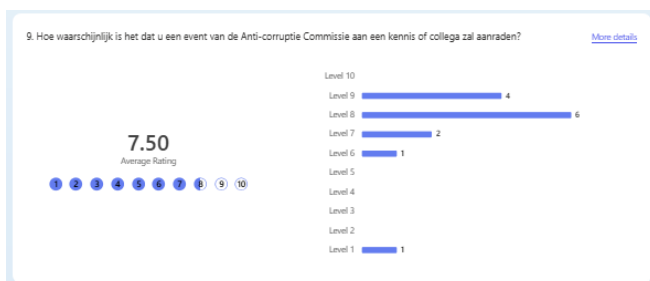 9. Hoe waarschijnlijk is het dat u een event van de Anti-corruptie Commissie aan een kennis of collega zal aanraden?
More details
7.50
Average Rating
1 2 3 4 5 6 7 8 9 10
Level 10
Level 9 4
Level 8 6
Level 7 2
Level 6 1
Level 5
Level 4
Level 3
Level 2
Level 1 1